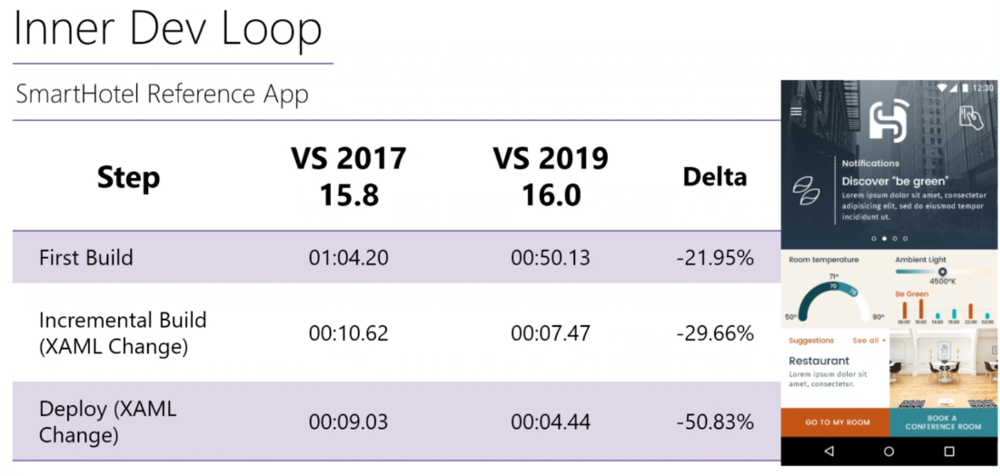 Inner Dev Loop
SmartHotel Reference App
Step
VS 2017
15.8
VS 2019
16.0
Delta
First Build
01:04.20
00:50.13
-21.95%
Incremental Build
(XAML Change)
00:10.62
00:07.47
-29.66%
Deploy (XAML
Change)
00:09.03
00:04.44
-50.83%
12:30
Notifications
Discover "be green"
Lorem ipsum dolor sit amet, consectetur
adipisicing elit, sed do eiusmod tempor
incididunt ut.
Room temperature
71°
70
78
50°
90°
Ambient Light
4500°K
Be Green
06:00 10:00 14:00 18:00 22:00 02:00
Suggestions
See all +
Restaurant
Lorem ipsum dolor sit
amet, consectetur.
GO TO MY ROOM
BOOK A
CONFERENCE ROOM